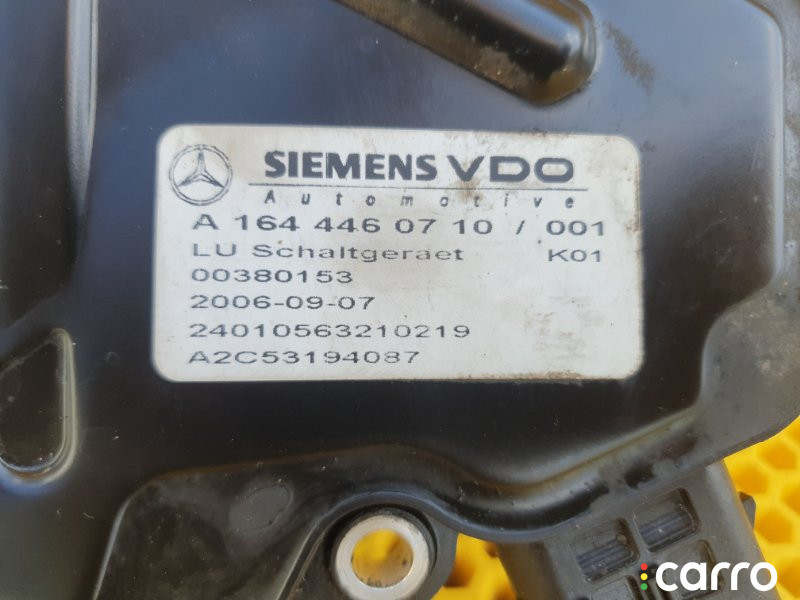 SIEMENS VDO
Automotive
A 164 446 07 10 / 001
LU Schaltgeraet K01
00380153
2006-09-07
24010563210219
A2C53194087
carro